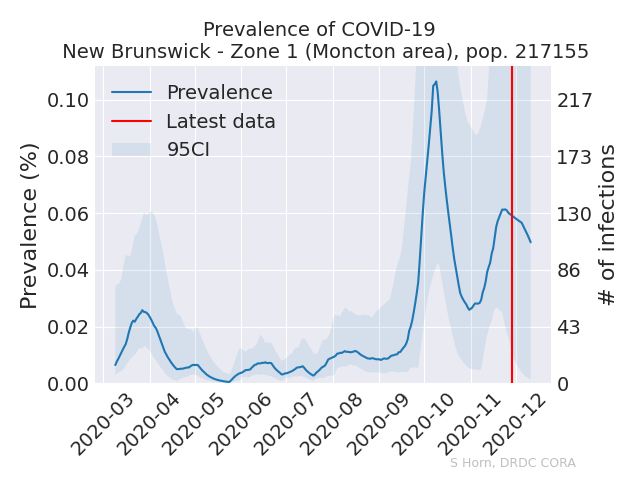 Prevalence of COVID-19
New Brunswick - Zone 1 (Moncton area), pop. 217155
Prevalence
Latest data
95CI
Prevalence (%)
0.10
0.08
0.06
0.04
0.02
0.00
217
173
130
86
43
0
# of infections
2020-03
2020-04
2020-05
2020-06
2020-07
2020-08
2020-09
2020-10
2020-11
2020-12
S Horn, DRDC CORA